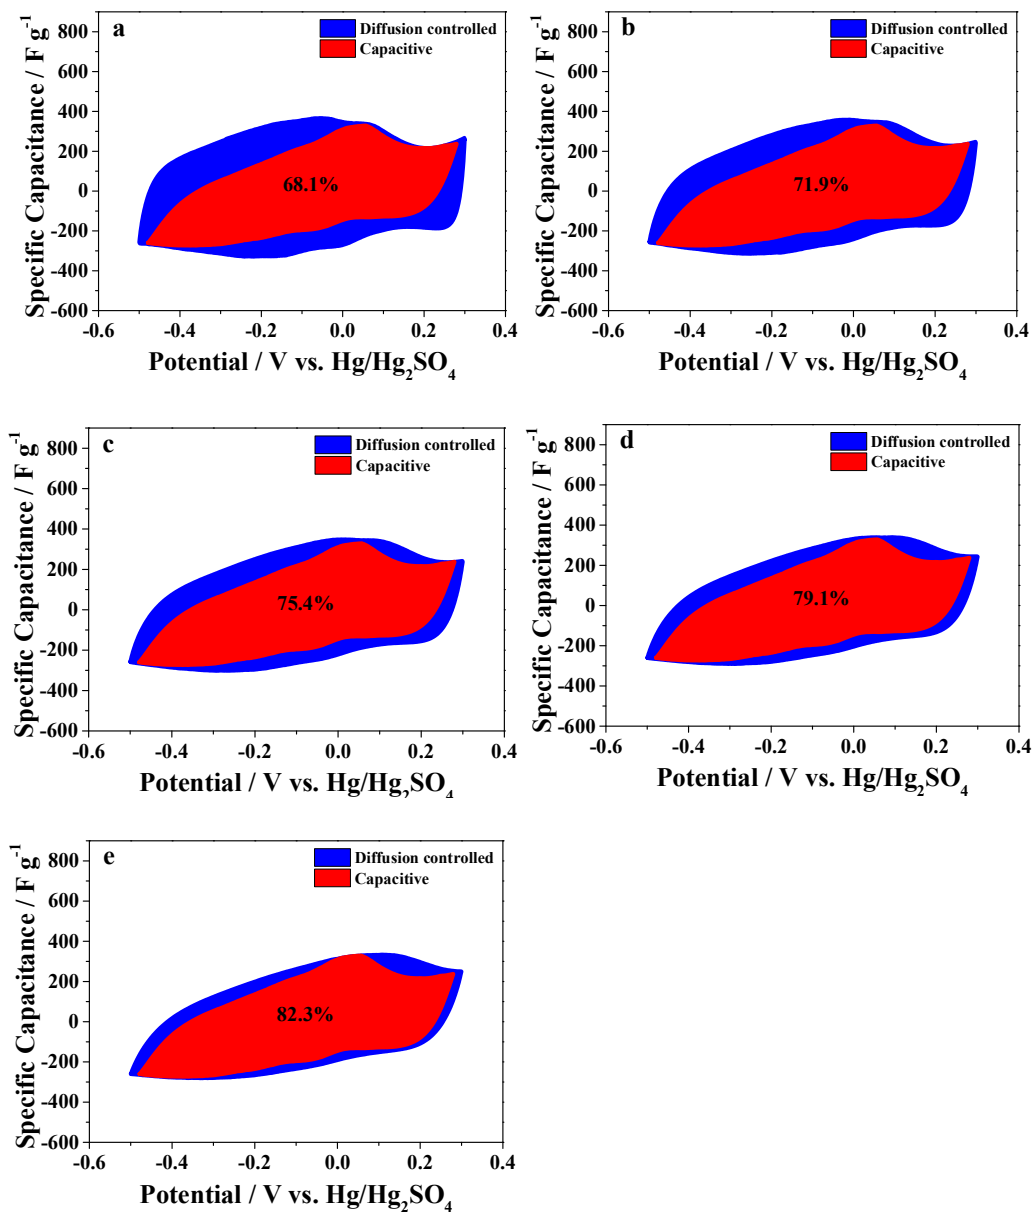 a
Diffusion controlled
Capacitive
68.1%
800
600
400
200
0
-200
-400
-600
-0.6 -0.4 -0.2 0.0 0.2 0.4
Specific Capacitance / F g⁻¹
Potential / V vs. Hg/Hg₂SO₄
b
Diffusion controlled
Capacitive
71.9%
800
600
400
200
0
-200
-400
-600
-0.6 -0.4 -0.2 0.0 0.2 0.4
Specific Capacitance / F g⁻¹
Potential / V vs. Hg/Hg₂SO₄
c
Diffusion controlled
Capacitive
75.4%
800
600
400
200
0
-200
-400
-600
-0.6 -0.4 -0.2 0.0 0.2 0.4
Specific Capacitance / F g⁻¹
Potential / V vs. Hg/Hg₂SO₄
d
Diffusion controlled
Capacitive
79.1%
800
600
400
200
0
-200
-400
-600
-0.6 -0.4 -0.2 0.0 0.2 0.4
Specific Capacitance / F g⁻¹
Potential / V vs. Hg/Hg₂SO₄
e
Diffusion controlled
Capacitive
82.3%
800
600
400
200
0
-200
-400
-600
-0.6 -0.4 -0.2 0.0 0.2 0.4
Specific Capacitance / F g⁻¹
Potential / V vs. Hg/Hg₂SO₄